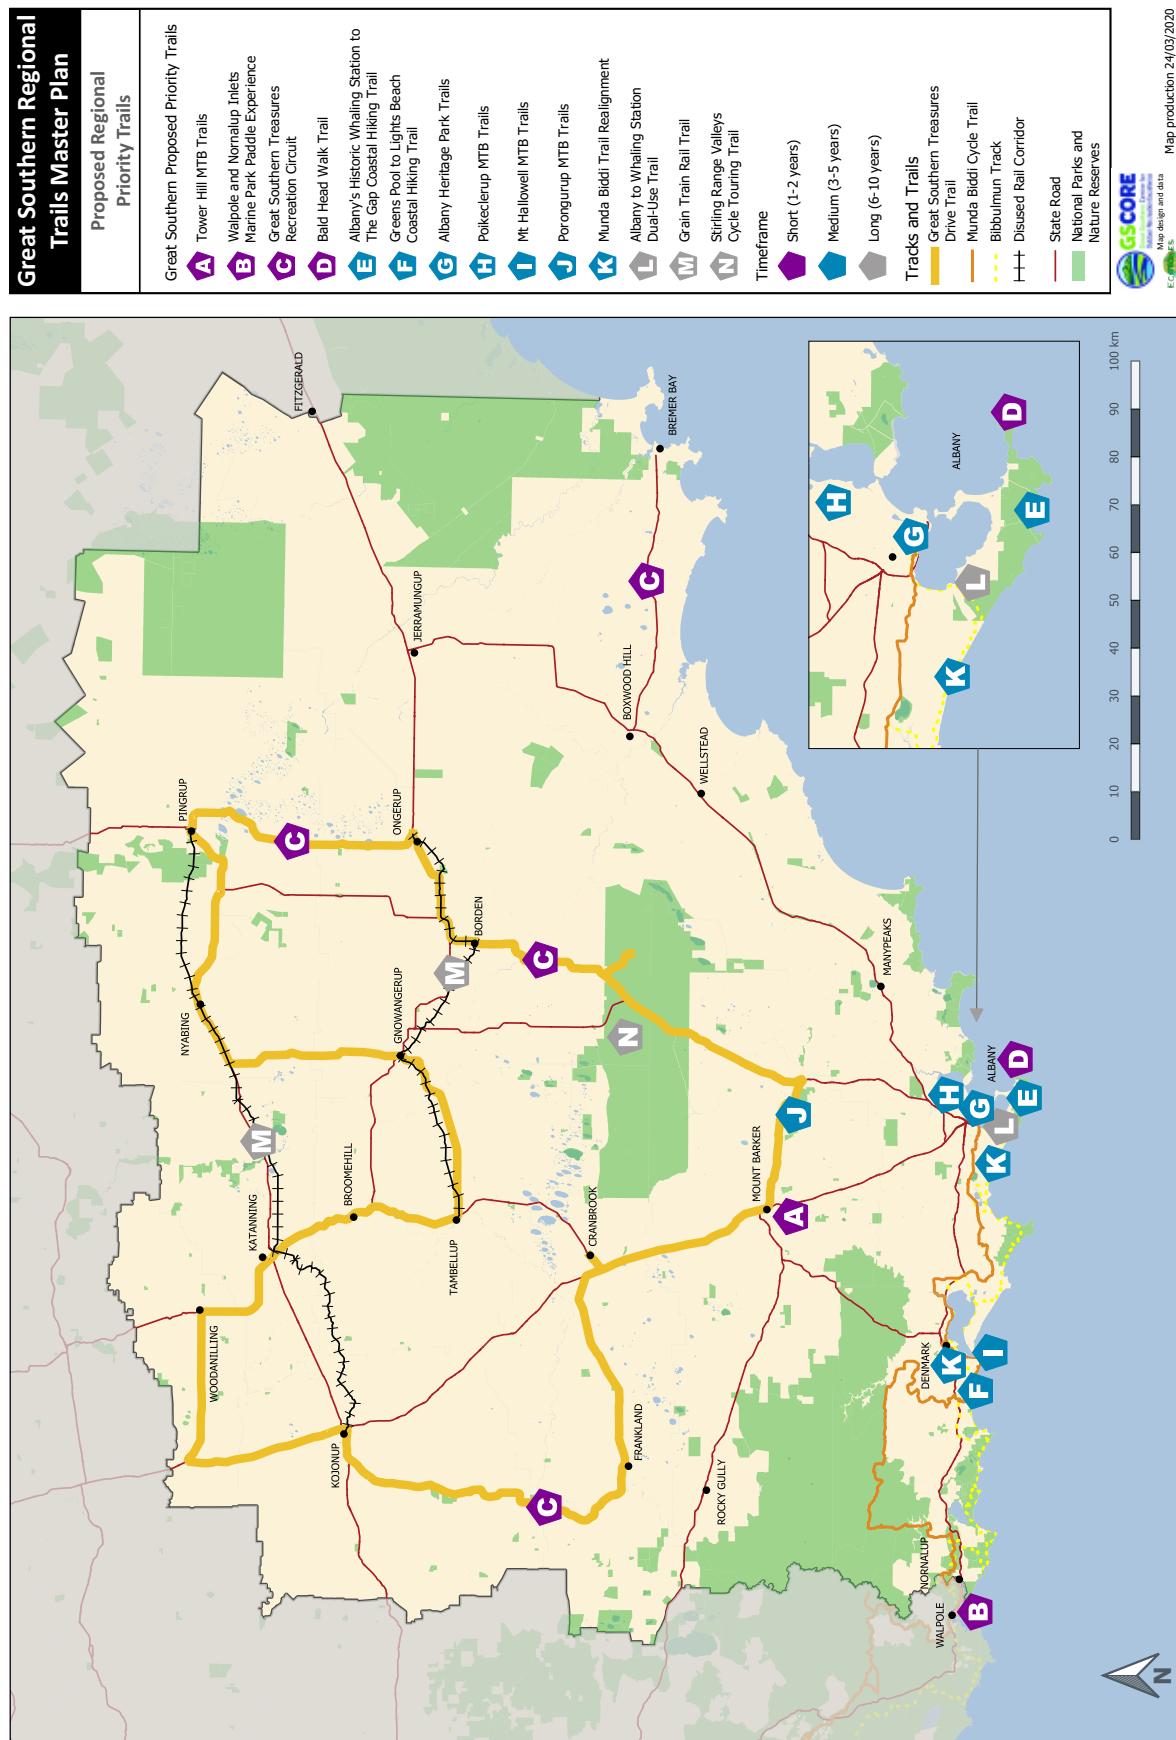 Great Southern Regional
Trails Master Plan
Proposed Regional
Priority Trails
Great Southern Proposed Priority Trails
A Tower Hill MTB Trails
B Walpole and Nornalup Inlets
Marine Park Paddle Experience
C Great Southern Treasures
Recreation Circuit
D Bald Head Walk Trail
E Albany's Historic Whaling Station to
The Gap Coastal Hiking Trail
F Greens Pool to Lights Beach
Coastal Hiking Trail
G Albany Heritage Park Trails
H Poikeclerup MTB Trails
I Mt Hallowell MTB Trails
J Porongurup MTB Trails
K Munda Biddi Trail Realignment
L Albany to Whaling Station
Dual-Use Trail
M Grain Train Rail Trail
N Stirling Range Valleys
Cycle Touring Trail
Timeframe
Short (1-2 years)
Medium (3-5 years)
Long (6-10 years)
Tracks and Trails
Great Southern Treasures
Drive Trail
Munda Biddi Cycle Trail
Bibbulmun Track
Disused Rail Corridor
State Road
National Parks and
Nature Reserves
GSCORE
Map design and data
Map production 24/03/2020
FITZGERALD
BREMER BAY
JERRAMUNGUP
C
BOXWOOD HILL
WELLSTEAD
PINGRUP
C
ONGERUP
BORDEN
C
M
NYABING
GNOWANGERUP
N
MANYPEAKS
M
BROOMEHILL
KATANNING
TAMBELLUP
CRANBROOK
MOUNT BARKER
J
A
WOODANILLING
KOJONUP
FRANKLAND
C
ROCKY GULLY
DENMARK
K
F
I
NORNALUP
WALPOLE
B
ALBANY
H
G
D
E
L
K
ALBANY
H
G
D
E
L
K
0 10 20 30 40 50 60 70 80 90 100 km
N